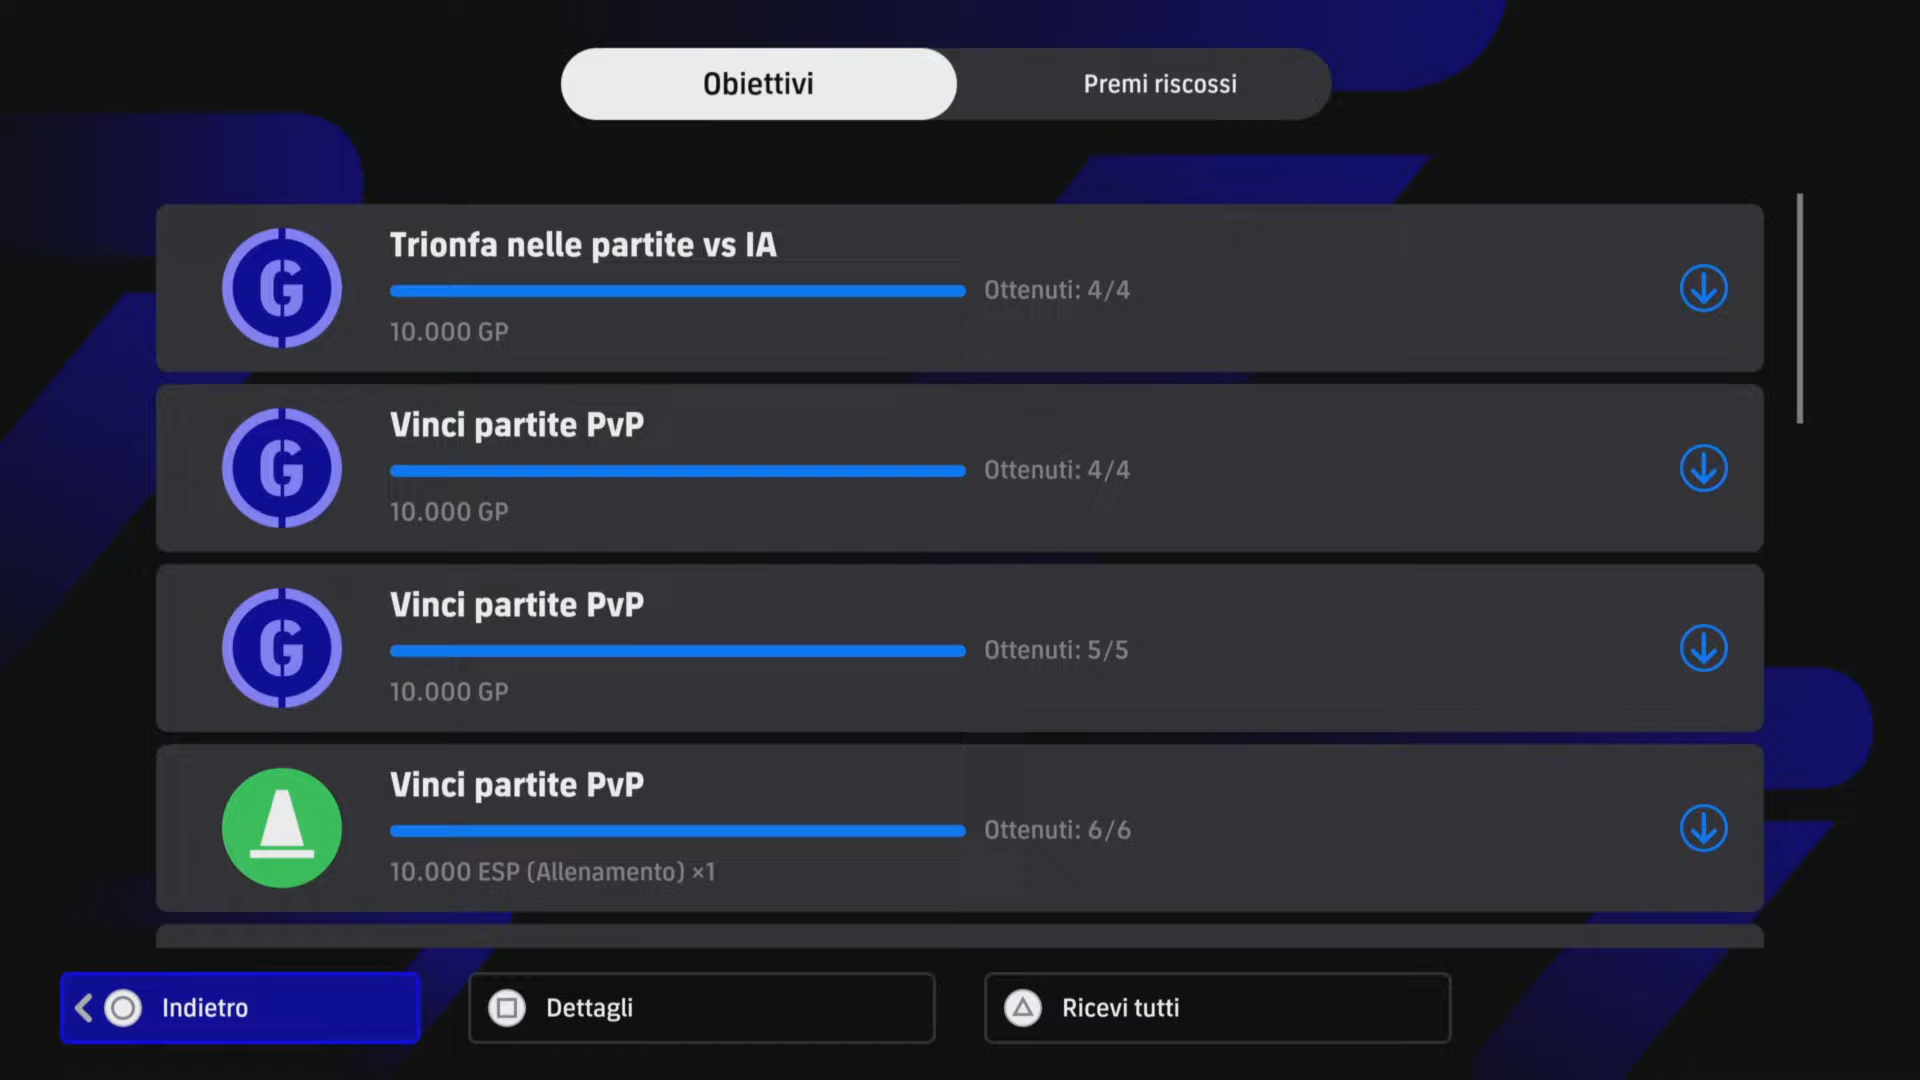 Obiettivi
Premi riscossi
Trionfa nelle partite vs IA
Ottenuti: 4/4
10.000 GP
Vinci partite PvP
Ottenuti: 4/4
10.000 GP
Vinci partite PvP
Ottenuti: 5/5
10.000 GP
Vinci partite PvP
Ottenuti: 6/6
10.000 ESP (Allenamento) ×1
Indietro
Dettagli
Ricevi tutti